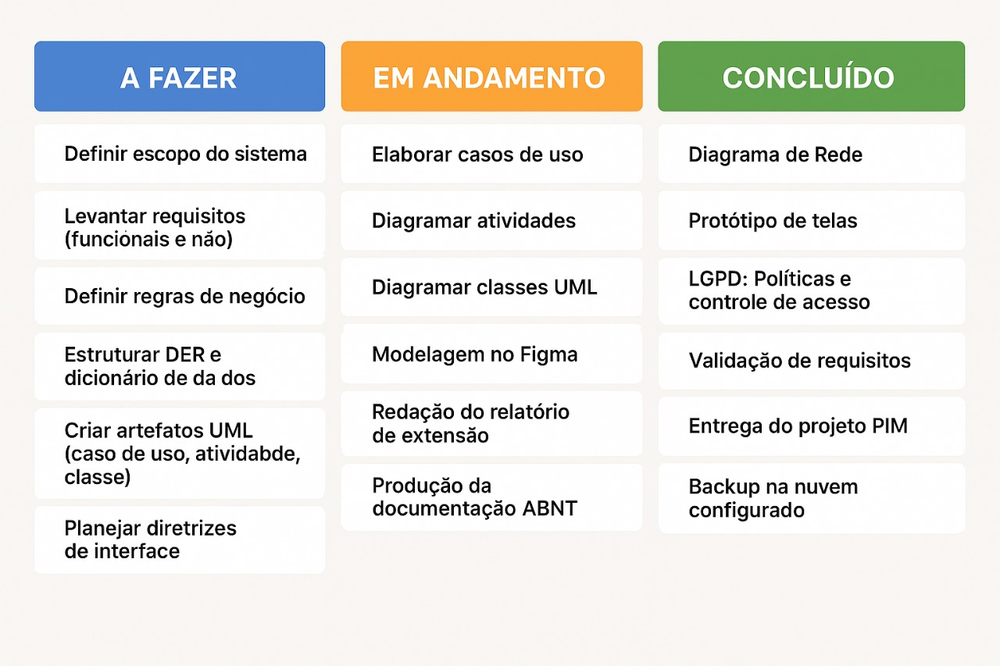 A FAZER
Definir escopo do sistema
Levantar requisitos
(funcionais e não)
Definir regras de negócio
Estruturar DER e
dicionário de da dos
Criar artefatos UML
(caso de uso, atividabde,
classe)
Planejar diretrizes
de interface
EM ANDAMENTO
Elaborar casos de uso
Diagramar atividades
Diagramar classes UML
Modelagem no Figma
Redação do relatório
de extensão
Produção da
documentação ABNT
CONCLUÍDO
Diagrama de Rede
Protótipo de telas
LGPD: Políticas e
controle de acesso
Validação de requisitos
Entrega do projeto PIM
Backup na nuvem
configurado